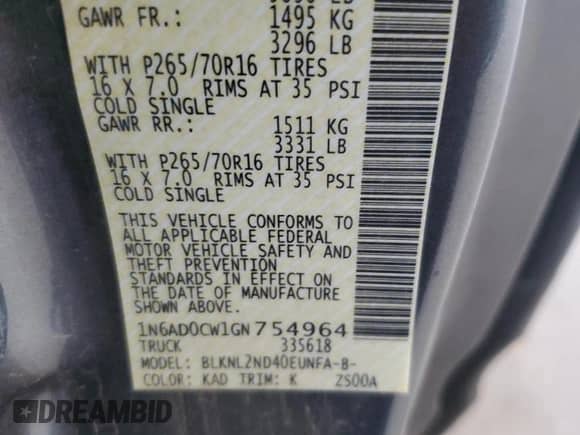 GAWR FR.: 1495 KG
3296 LB
WITH P265/70R16 TIRES
16 X 7.0 RIMS AT 35 PSI
COLD SINGLE
GAWR RR.: 1511 KG
3331 LB
WITH P265/70R16 TIRES
16 X 7.0 RIMS AT 35 PSI
COLD SINGLE
THIS VEHICLE CONFORMS TO
ALL APPLICABLE FEDERAL
MOTOR VEHICLE SAFETY AND
THEFT PREVENTION
STANDARDS IN EFFECT ON
THE DATE OF MANUFACTURE
SHOWN ABOVE.
1N6AD0CW1GN754964
TRUCK 335618
MODEL: BLKNL2ND40EUNFA-B-
COLOR: KAD TRIM: K ZS00A
DREAMBID